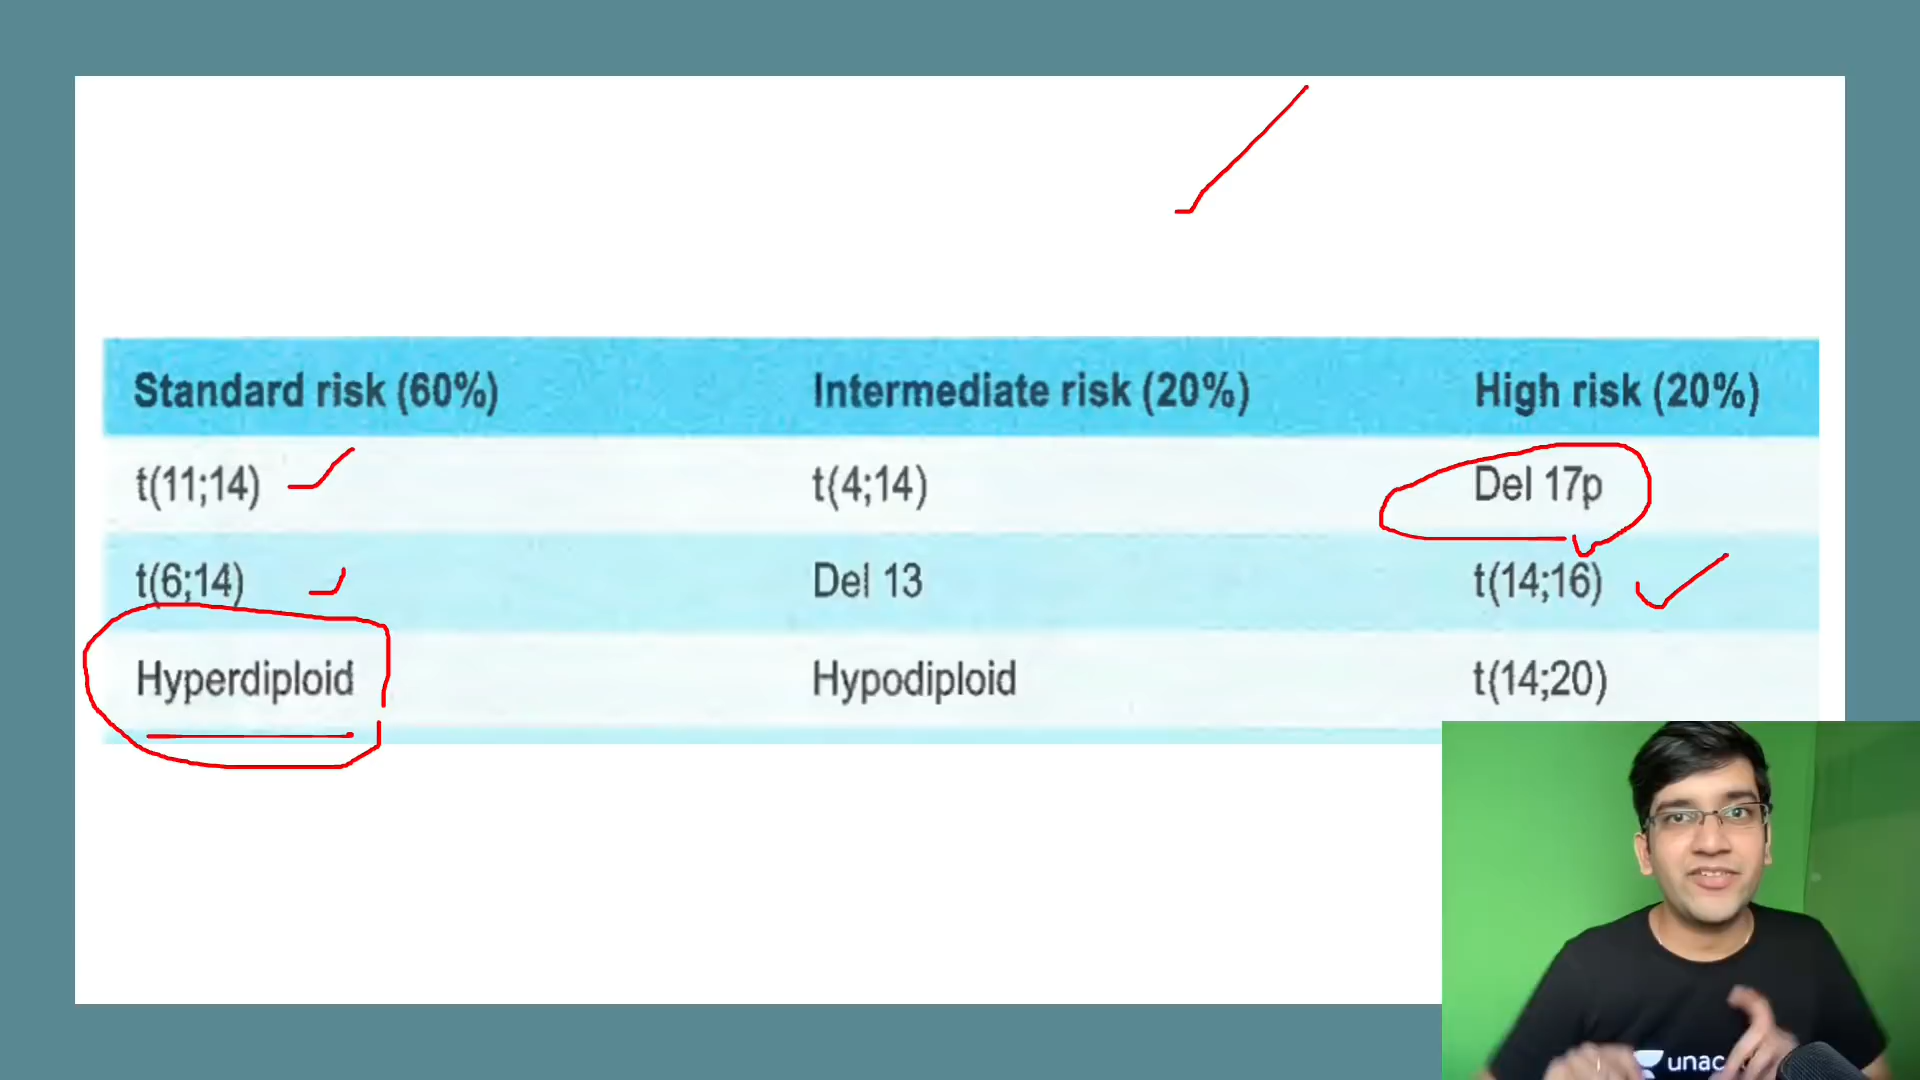 Standard risk (60%) Intermediate risk (20%) High risk (20%)
t(11;14) t(4;14) Del 17p
t(6;14) Del 13 t(14;16)
Hyperdiploid Hypodiploid t(14;20)